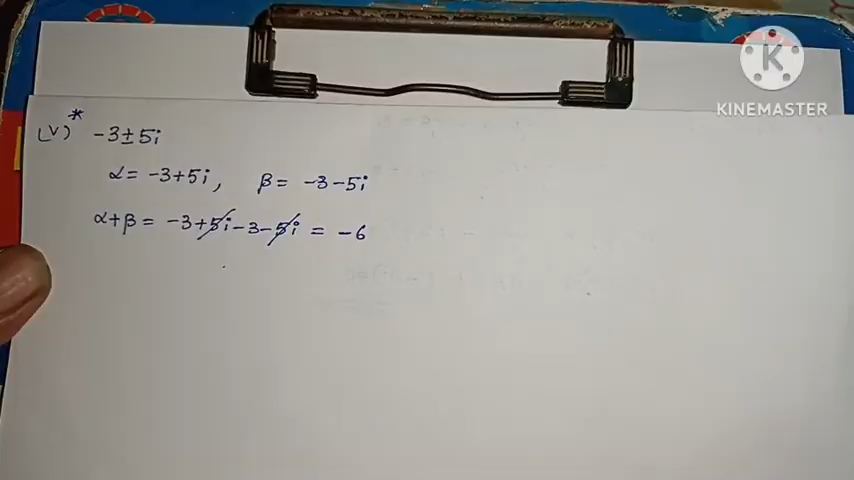 (v)* -3±5i
α= -3+5i, β= -3-5i
α+β= -3+5i-3-5i = -6
K
KINEMASTER